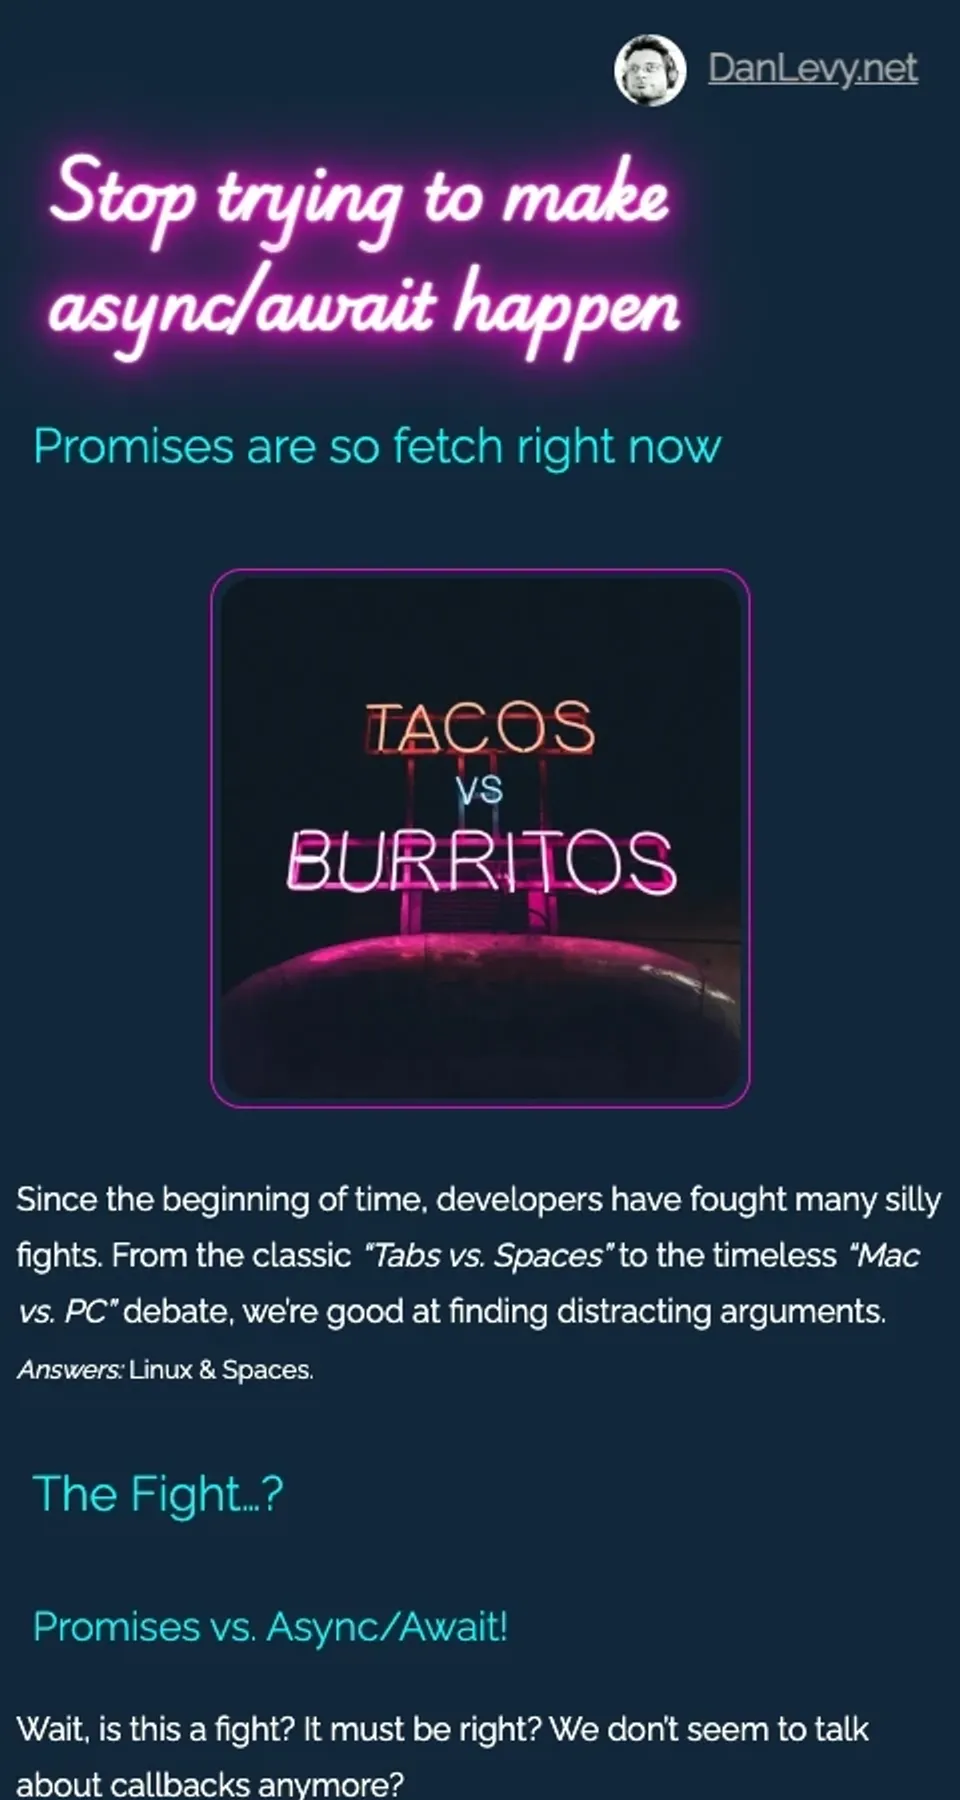 DanLevy.net
Stop trying to make
async/await happen
Promises are so fetch right now
TACOS
VS
BURRITOS
Since the beginning of time, developers have fought many silly
fights. From the classic “Tabs vs. Spaces” to the timeless “Mac
vs. PC” debate, we’re good at finding distracting arguments.
Answers: Linux & Spaces.
The Fight…?
Promises vs. Async/Await!
Wait, is this a fight? It must be right? We don’t seem to talk
about callbacks anymore?